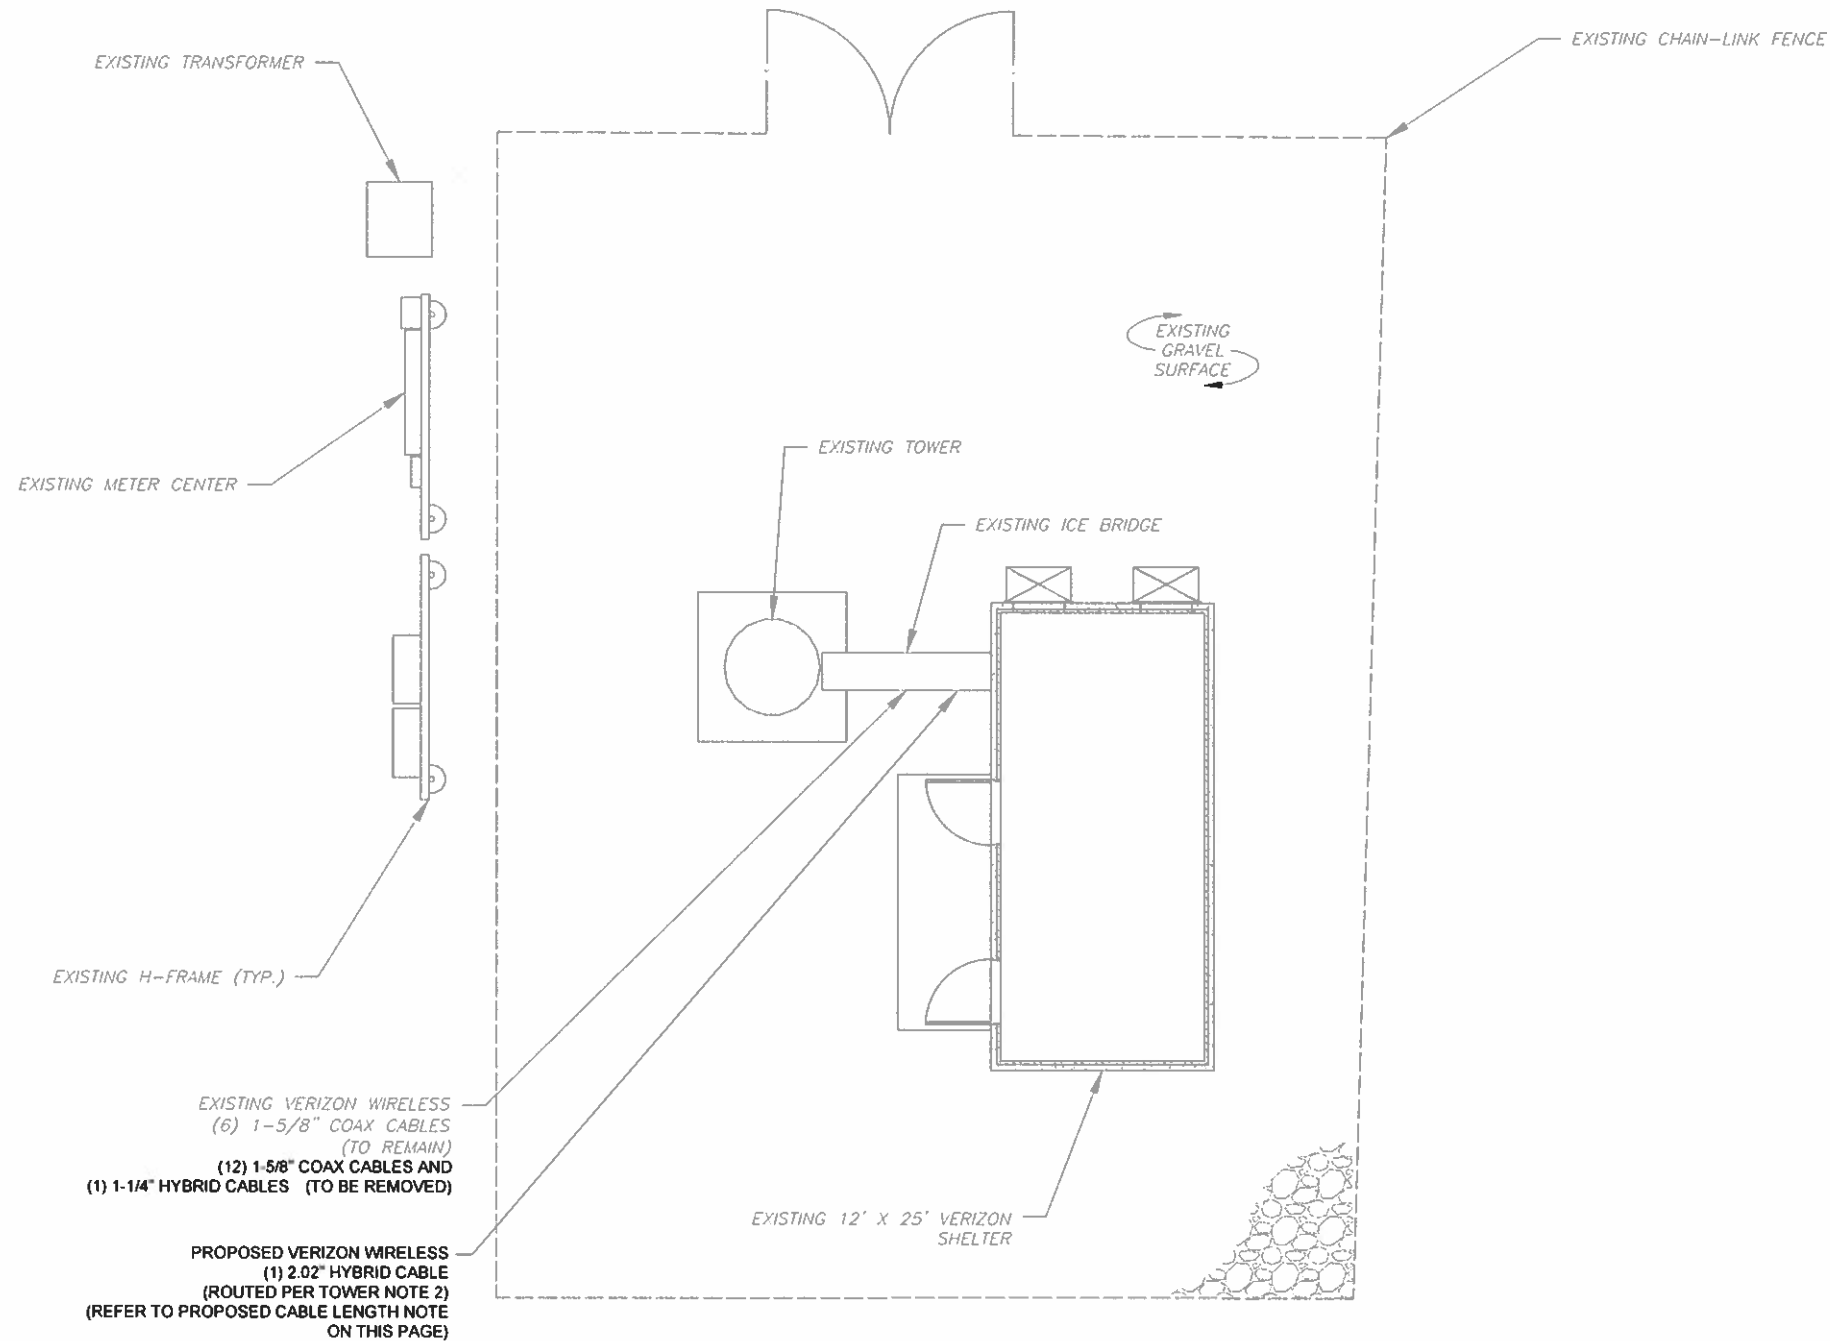 EXISTING TRANSFORMER
EXISTING CHAIN-LINK FENCE
EXISTING
GRAVEL
SURFACE
EXISTING TOWER
EXISTING METER CENTER
EXISTING ICE BRIDGE
EXISTING H-FRAME (TYP.)
EXISTING VERIZON WIRELESS
(6) 1-5/8" COAX CABLES
(TO REMAIN)
(12) 1-5/8" COAX CABLES AND
(1) 1-1/4" HYBRID CABLES (TO BE REMOVED)
EXISTING 12' X 25' VERIZON
SHELTER
PROPOSED VERIZON WIRELESS
(1) 2.02" HYBRID CABLE
(ROUTED PER TOWER NOTE 2)
(REFER TO PROPOSED CABLE LENGTH NOTE
ON THIS PAGE)